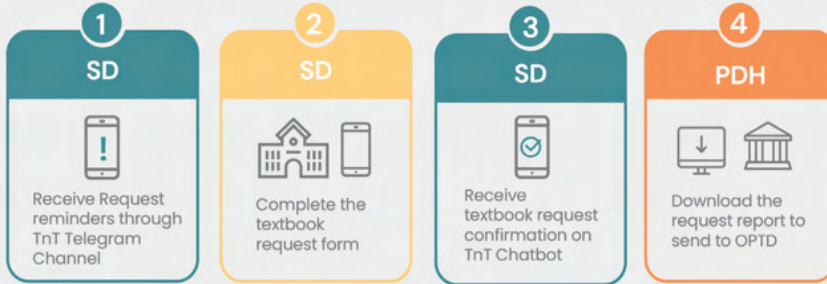 1
SD
Receive Request
reminders through
TnT Telegram
Channel
2
SD
Complete the
textbook
request form
3
SD
Receive
textbook request
confirmation on
TnT Chatbot
4
PDH
Download the
request report to
send to OPTD